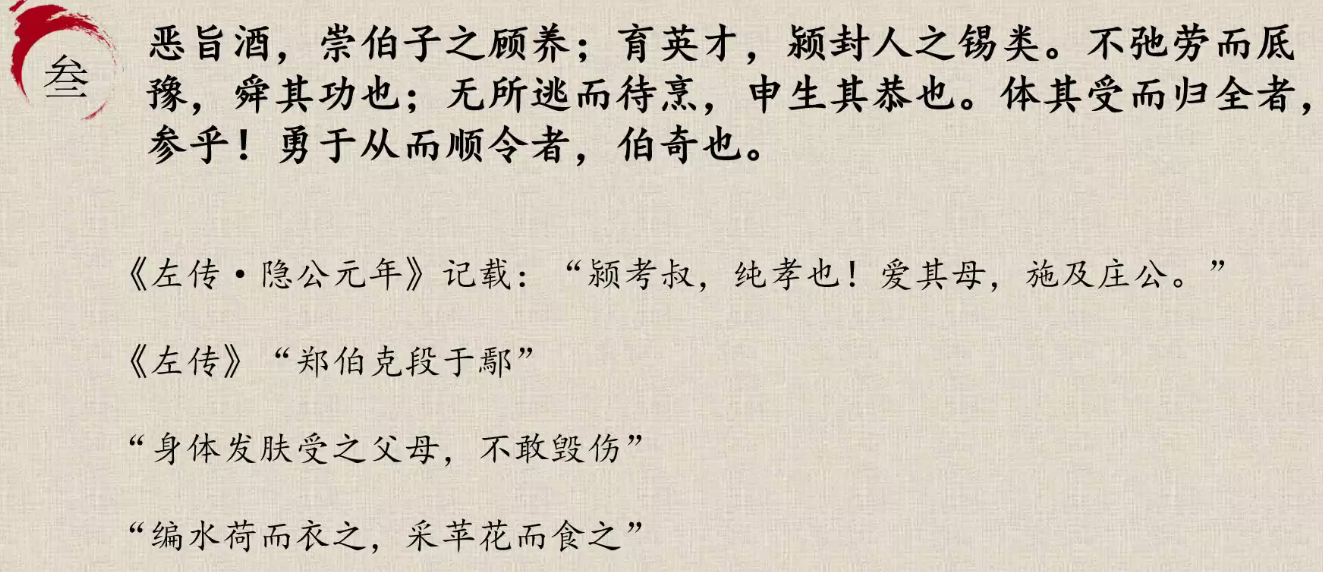 叁
恶旨酒，崇伯子之顾养；育英才，颍封人之锡类。不弛劳而厎
豫，舜其功也；无所逃而待烹，申生其恭也。体其受而归全者，
参乎！勇于从而顺令者，伯奇也。
《左传·隐公元年》记载：“颍考叔，纯孝也！爱其母，施及庄公。”
《左传》“郑伯克段于鄢”
“身体发肤受之父母，不敢毁伤”
“编水荷而衣之，采苹花而食之”